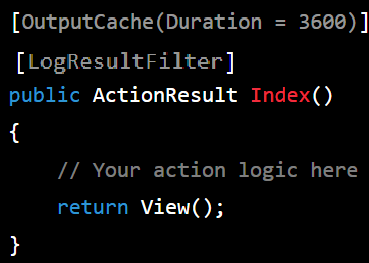 [OutputCache(Duration = 3600)]
[LogResultFilter]
public ActionResult Index()
{
// Your action logic here
return View();
}